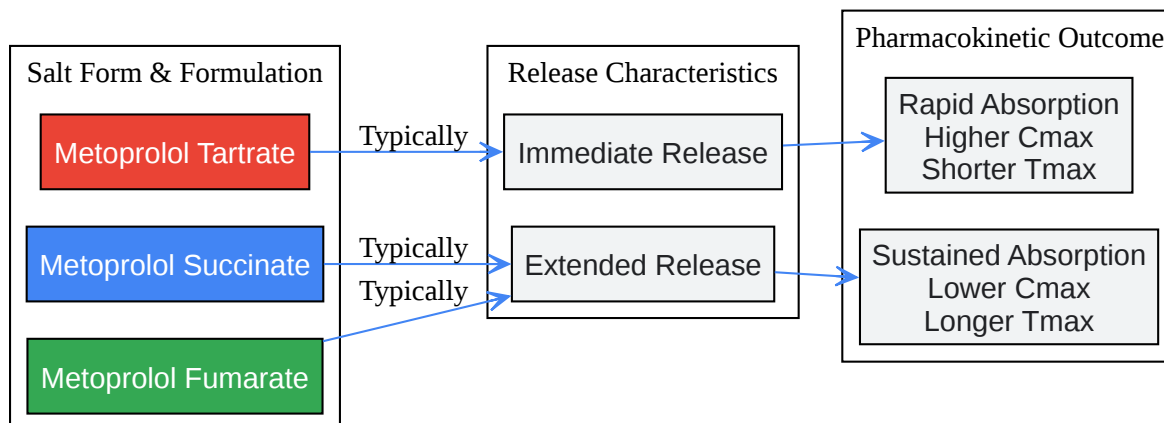 Salt Form & Formulation
Metoprolol Tartrate
Metoprolol Succinate
Metoprolol Fumarate
Typically
Typically
Typically
Release Characteristics
Immediate Release
Extended Release
Pharmacokinetic Outcome
Rapid Absorption
Higher Cmax
Shorter Tmax
Sustained Absorption
Lower Cmax
Longer Tmax